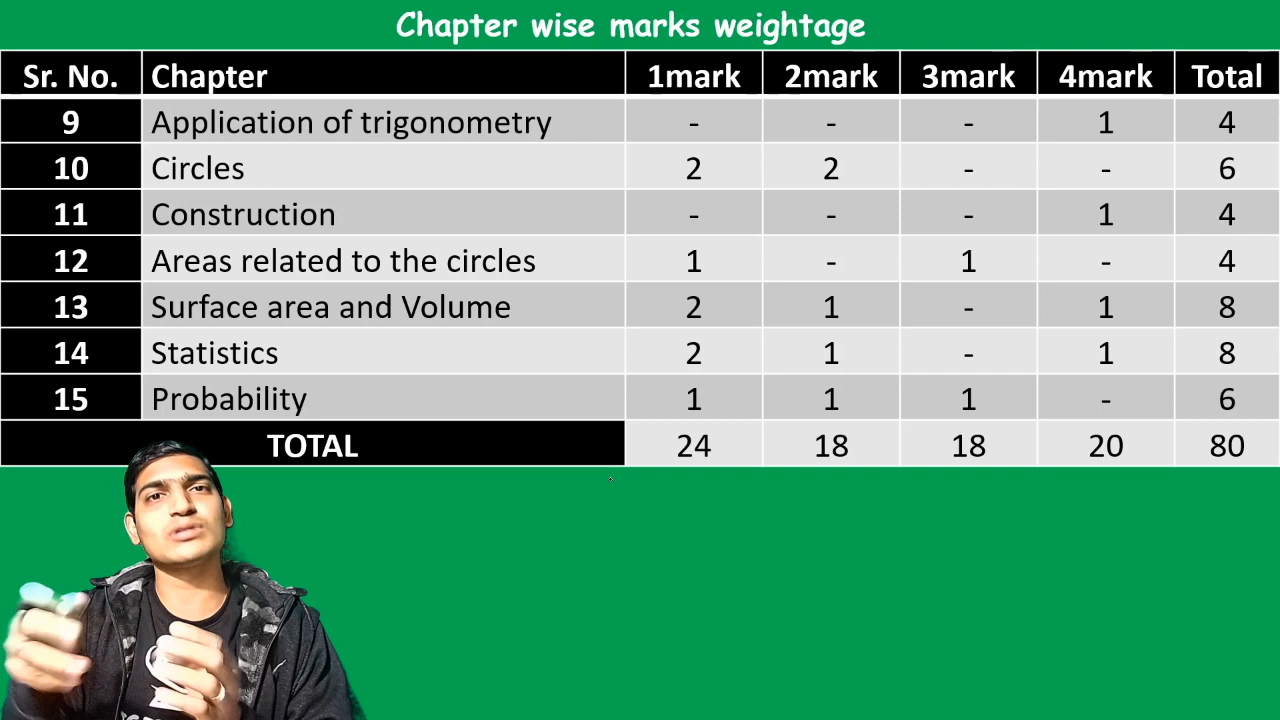 Chapter wise marks weightage
Sr. No. Chapter 1mark 2mark 3mark 4mark Total
9 Application of trigonometry - - - 1 4
10 Circles 2 2 - - 6
11 Construction - - - 1 4
12 Areas related to the circles 1 - 1 - 4
13 Surface area and Volume 2 1 - 1 8
14 Statistics 2 1 - 1 8
15 Probability 1 1 1 - 6
TOTAL 24 18 18 20 80